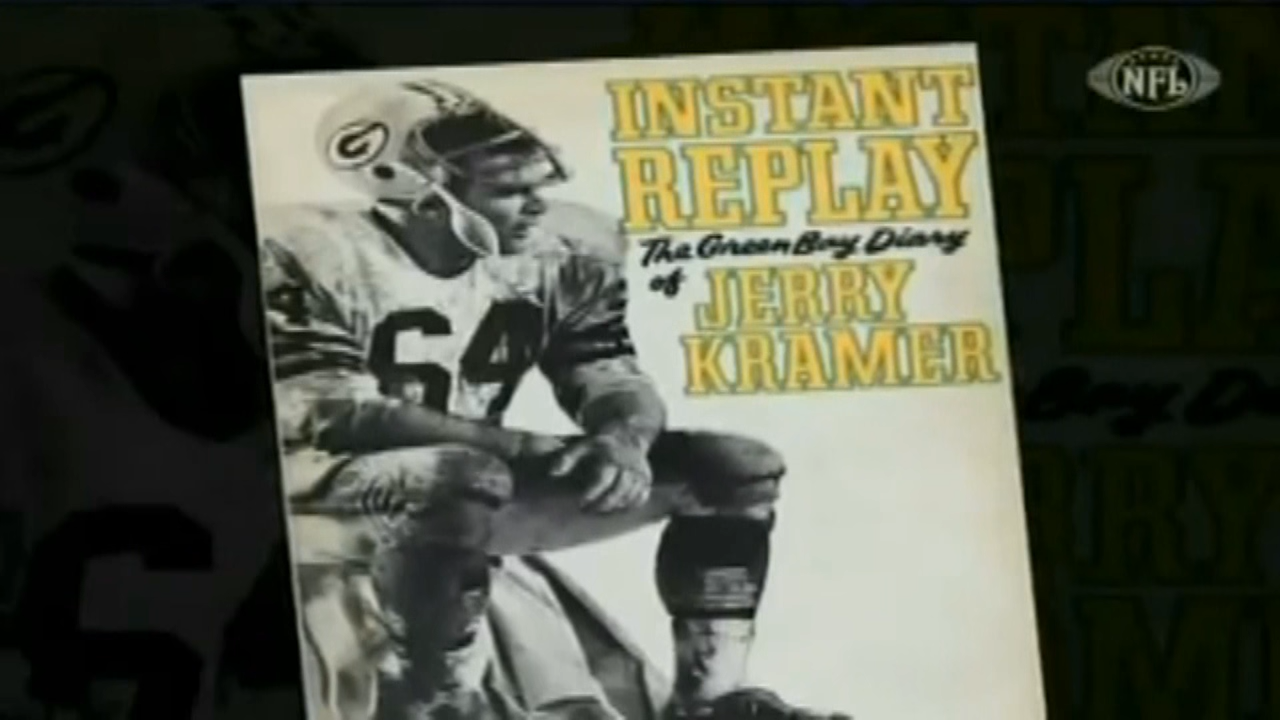 INSTANT
REPLAY
The Green Bay Diary
of JERRY
KRAMER
G
64
NFL